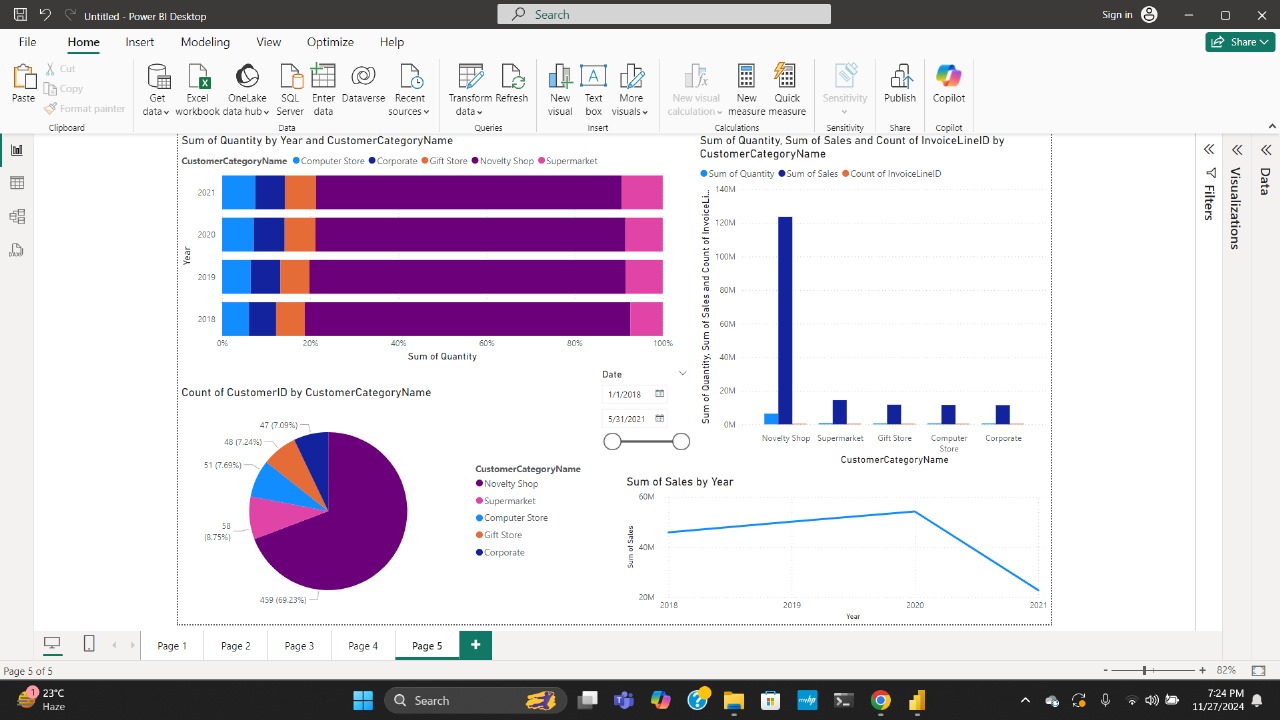 Untitled - Power BI Desktop
Search
Sign in
File Home Insert Modeling View Optimize Help
Share
Paste
Cut
Copy
Format painter
Clipboard
Get data
Excel workbook
OneLake data hub
SQL Server
Enter data
Dataverse
Recent sources
Data
Transform data
Refresh
Queries
New visual
Text box
More visuals
Insert
New visual calculation
New measure
Quick measure
Calculations
Sensitivity
Sensitivity
Publish
Share
Copilot
Copilot
Sum of Quantity by Year and CustomerCategoryName
CustomerCategoryName Computer Store Corporate Gift Store Novelty Shop Supermarket
Year
2021
2020
2019
2018
0% 20% 40% 60% 80% 100%
Sum of Quantity
Sum of Quantity, Sum of Sales and Count of InvoiceLineID by
CustomerCategoryName
Sum of Quantity Sum of Sales Count of InvoiceLineID
Sum of Quantity, Sum of Sales and Count of InvoiceLi...
140M
120M
100M
80M
60M
40M
20M
0M
Novelty Shop Supermarket Gift Store Computer Store Corporate
CustomerCategoryName
Filters
Visualizations
Data
Date
1/1/2018
5/31/2021
Count of CustomerID by CustomerCategoryName
47 (7.09%)
48 (7.24%)
51 (7.69%)
58
(8.75%)
459 (69.23%)
CustomerCategoryName
Novelty Shop
Supermarket
Computer Store
Gift Store
Corporate
Sum of Sales by Year
Sum of Sales
60M
40M
20M
2018 2019 2020 2021
Year
Page 1 Page 2 Page 3 Page 4 Page 5 +
Page 5 of 5
- + 82%
1
23°C
Haze
Search
myhp
7:24 PM
11/27/2024